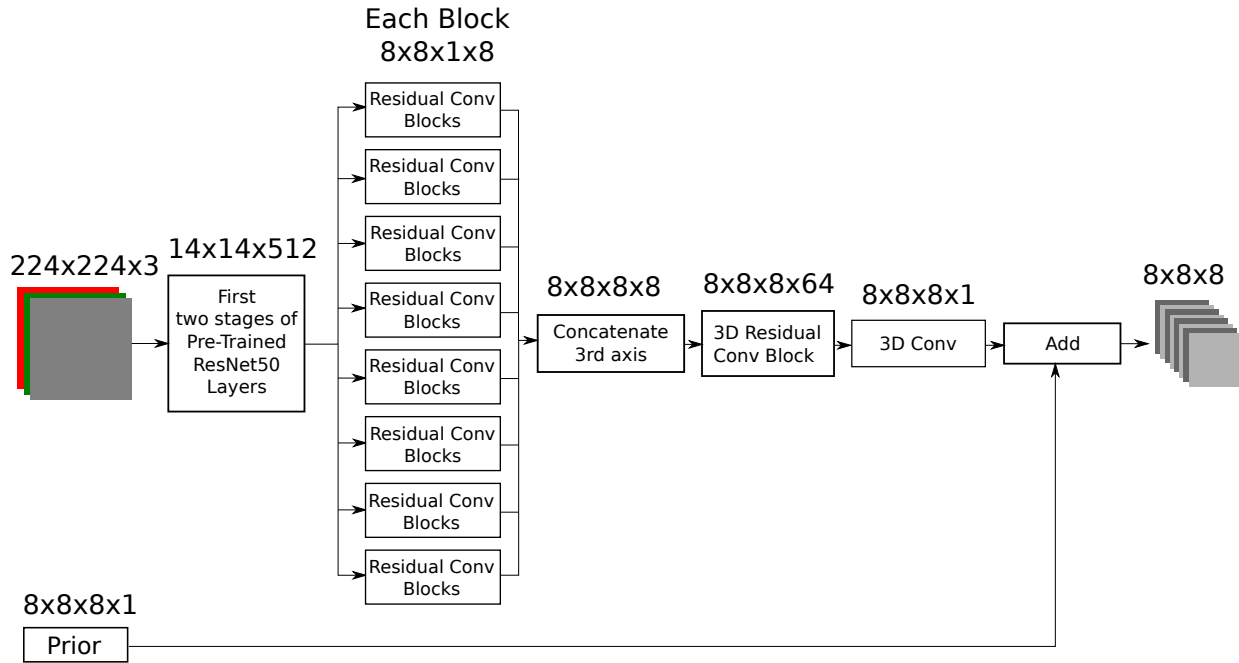 Each Block
8x8x1x8
Residual Conv
Blocks
Residual Conv
Blocks
Residual Conv
Blocks
Residual Conv
Blocks
Residual Conv
Blocks
Residual Conv
Blocks
Residual Conv
Blocks
Residual Conv
Blocks
224x224x3
14x14x512
First
two stages of
Pre-Trained
ResNet50
Layers
8x8x8x8
Concatenate
3rd axis
8x8x8x64
3D Residual
Conv Block
8x8x8x1
3D Conv
Add
8x8x8
8x8x8x1
Prior